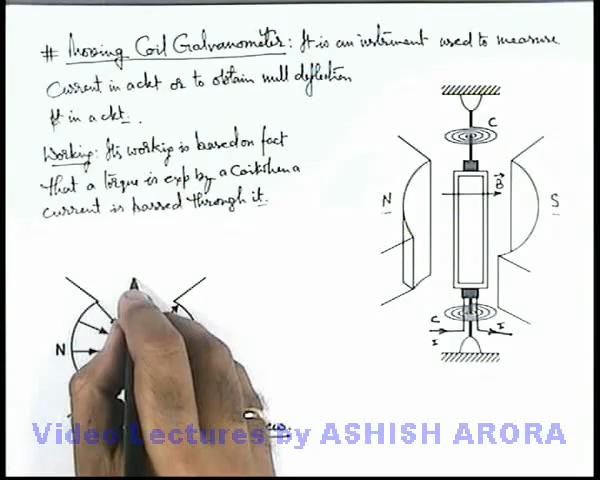 # Moving Coil Galvanometer: It is an instrument used to measure
Current in a ckt or to obtain null deflection
pt in a ckt.
Working: Its workip is based on fact
that a torque is exp by a Coil when a
current is passed through it.
C
B
N
S
C
I
I
N
Video Lectures by ASHISH ARORA